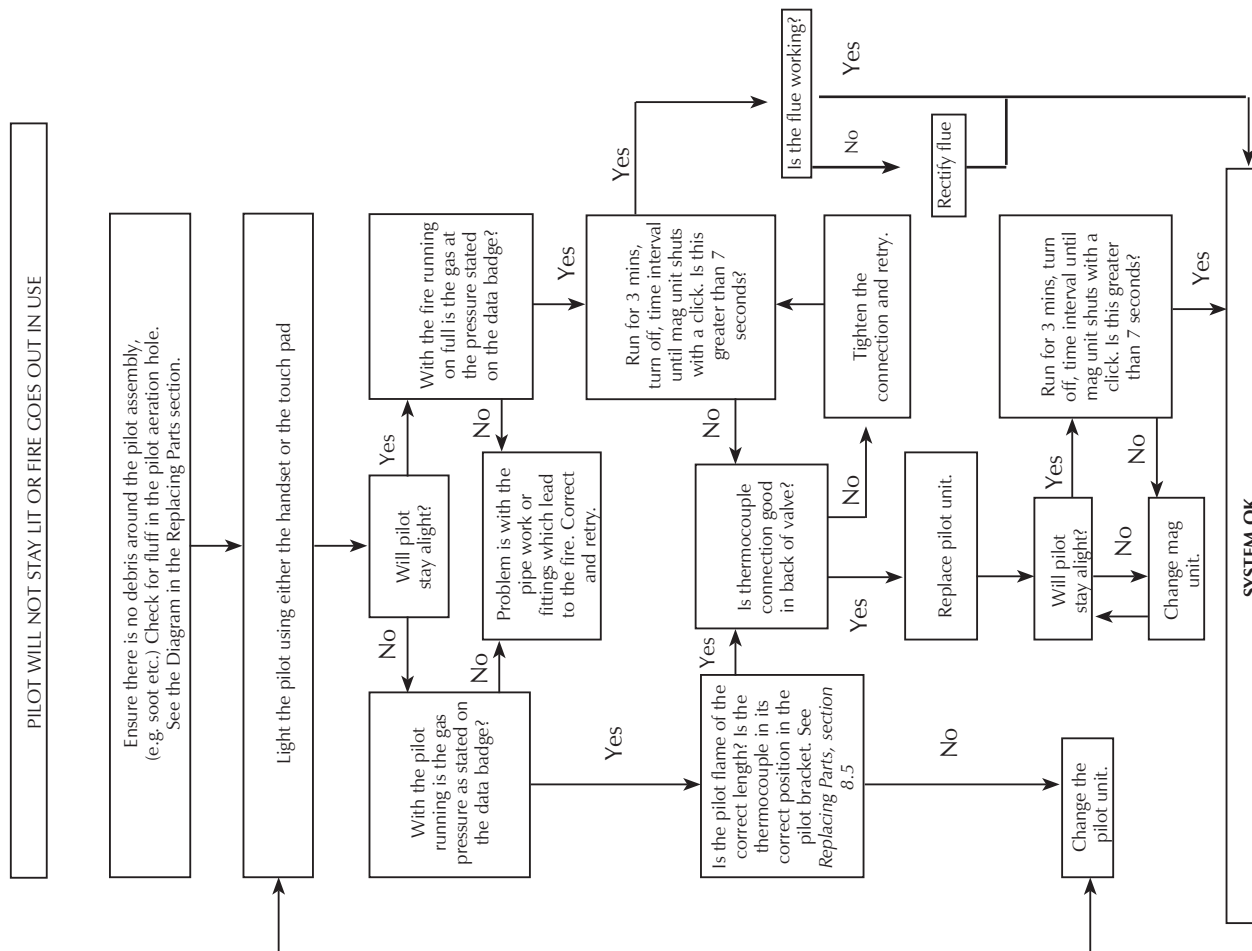 PILOT WILL NOT STAY LIT OR FIRE GOES OUT IN USE
Ensure there is no debris around the pilot assembly,
(e.g. soot etc.) Check for fluff in the pilot aeration hole.
See the Diagram in the Replacing Parts section.
Light the pilot using either the handset or the touch pad
Will pilot
stay alight?
No
Yes
With the pilot
running is the gas
pressure as stated on
the data badge?
No
Yes
Problem is with the
pipe work or
fittings which lead
to the fire. Correct
and retry.
With the fire running
on full is the gas at
the pressure stated
on the data badge?
No
Yes
Is the pilot flame of the
correct length? Is the
thermocouple in its
correct position in the
pilot bracket. See
Replacing Parts, section
8.5
Yes
No
Is thermocouple
connection good
in back of valve?
Yes
No
Run for 3 mins,
turn off, time interval
until mag unit shuts
with a click. Is this
greater than 7
seconds?
No
Yes
Tighten the
connection and retry.
Is the flue working?
No
Yes
Rectify flue
Replace pilot unit.
Change the
pilot unit.
Will pilot
stay alight?
Yes
No
Change mag
unit.
Run for 3 mins, turn
off, time interval until
mag unit shuts with a
click. Is this greater
than 7 seconds?
No
Yes
SYSTEM OK